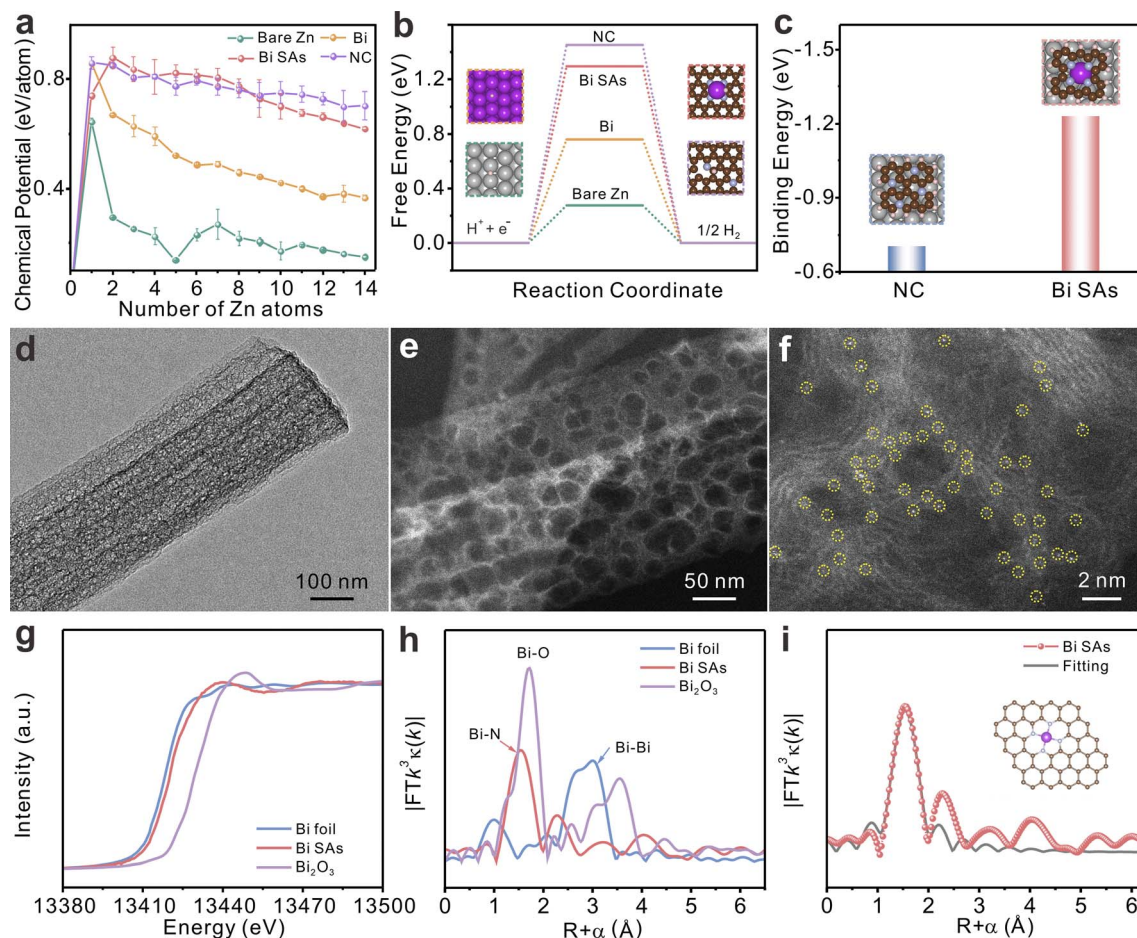 a
Bare Zn
Bi
Bi SAs
NC
Chemical Potential (eV/atom)
0.8
0.4
0 2 4 6 8 10 12 14
Number of Zn atoms
b
NC
Bi SAs
Bi
Bare Zn
H⁺ + e⁻
1/2 H₂
Free Energy (eV)
1.2
0.8
0.4
0.0
Reaction Coordinate
c
Binding Energy (eV)
-1.5
-1.2
-0.9
-0.6
NC
Bi SAs
d
100 nm
e
50 nm
f
2 nm
g
Intensity (a.u.)
Bi foil
Bi SAs
Bi₂O₃
13380 13410 13440 13470 13500
Energy (eV)
h
Bi-O
Bi-N
Bi-Bi
Bi foil
Bi SAs
Bi₂O₃
|FTk³κ(k)|
0 1 2 3 4 5 6
R+α (Å)
i
Bi SAs
Fitting
|FTk³κ(k)|
0 1 2 3 4 5 6
R+α (Å)